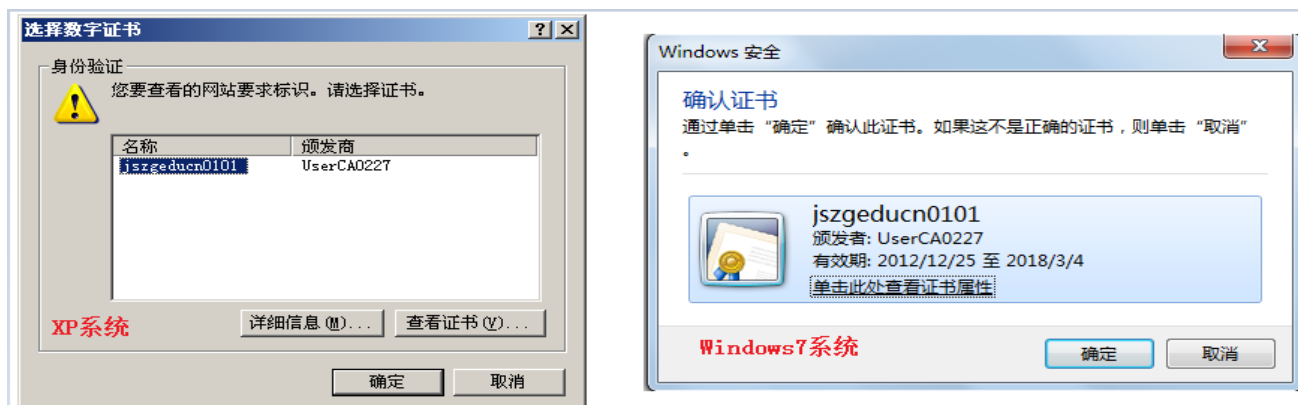 选择数字证书
身份验证
您要查看的网站要求标识。请选择证书。
名称 颁发商
jszgeducn0101 UserCA0227
XP系统
详细信息(M)... 查看证书(V)...
确定 取消
Windows 安全
确认证书
通过单击“确定”确认此证书。如果这不是正确的证书，则单击“取消”
。
jszgeducn0101
颁发者: UserCA0227
有效期: 2012/12/25 至 2018/3/4
单击此处查看证书属性
Windows7系统
确定 取消